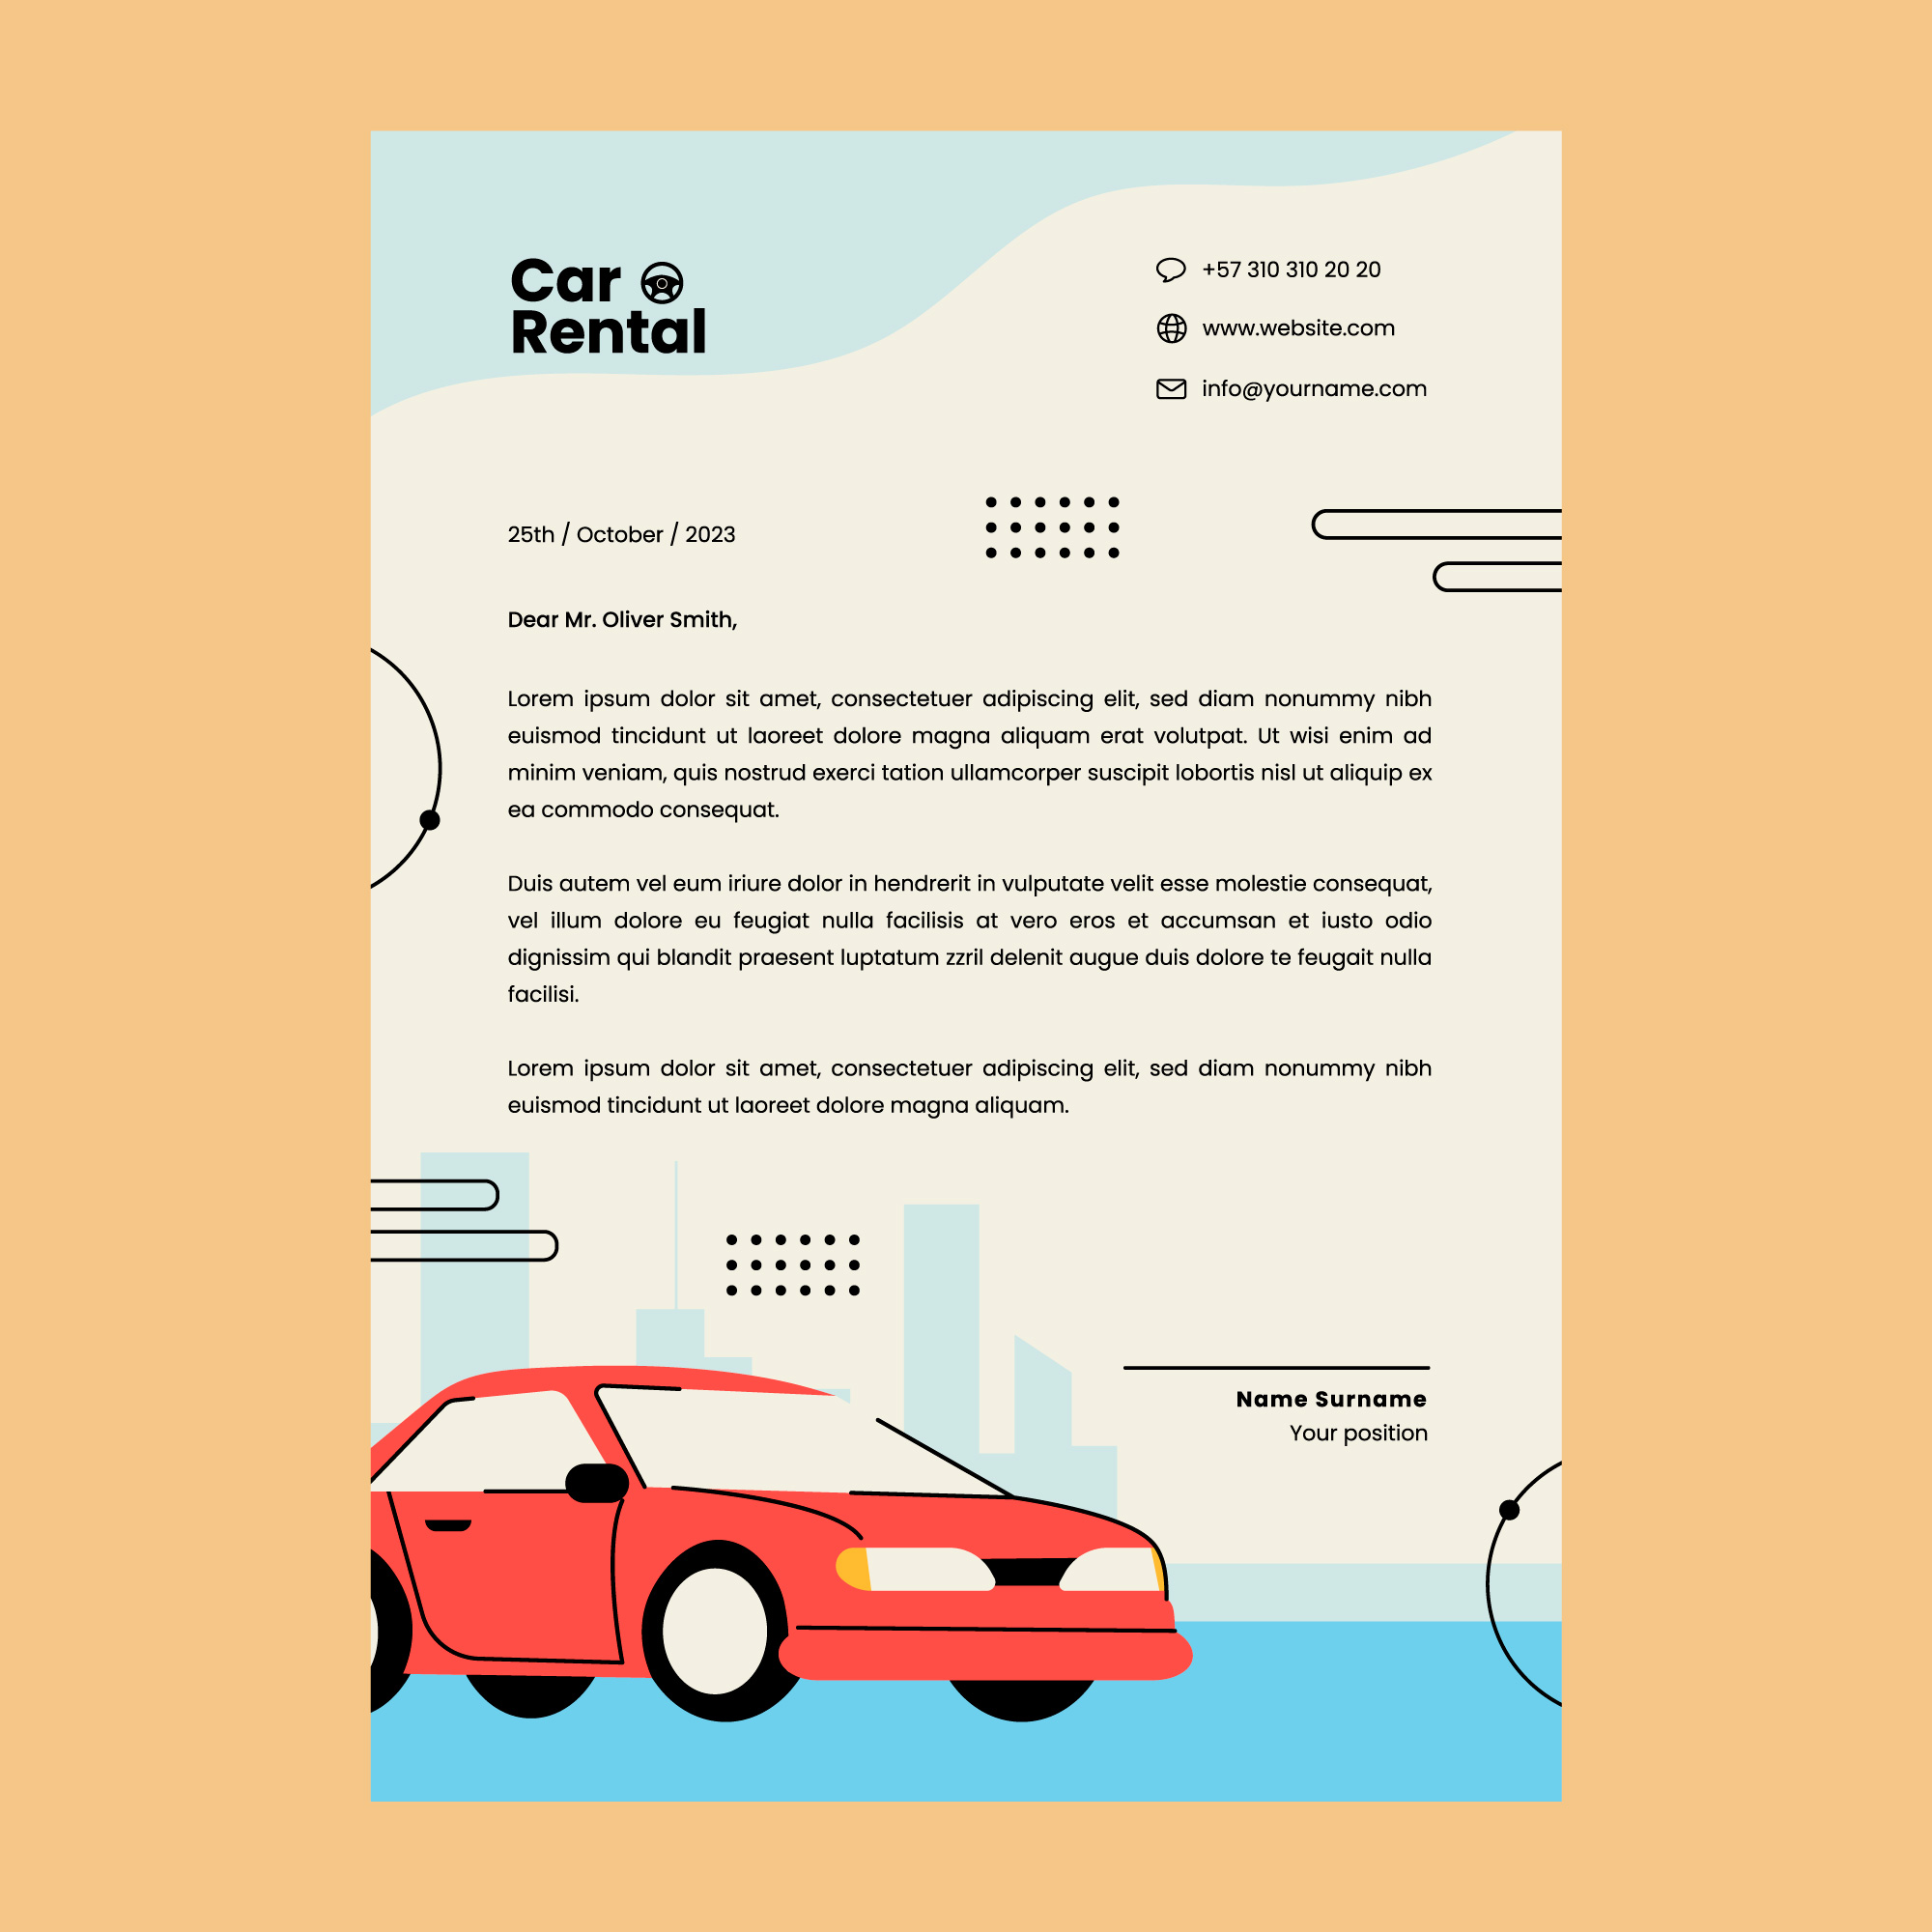 Car
Rental
+57 310 310 20 20
www.website.com
info@yourname.com
25th / October / 2023
Dear Mr. Oliver Smith,
Lorem ipsum dolor sit amet, consectetuer adipiscing elit, sed diam nonummy nibh
euismod tincidunt ut laoreet dolore magna aliquam erat volutpat. Ut wisi enim ad
minim veniam, quis nostrud exerci tation ullamcorper suscipit lobortis nisl ut aliquip ex
ea commodo consequat.
Duis autem vel eum iriure dolor in hendrerit in vulputate velit esse molestie consequat,
vel illum dolore eu feugiat nulla facilisis at vero eros et accumsan et iusto odio
dignissim qui blandit praesent luptatum zzril delenit augue duis dolore te feugait nulla
facilisi.
Lorem ipsum dolor sit amet, consectetuer adipiscing elit, sed diam nonummy nibh
euismod tincidunt ut laoreet dolore magna aliquam.
Name Surname
Your position